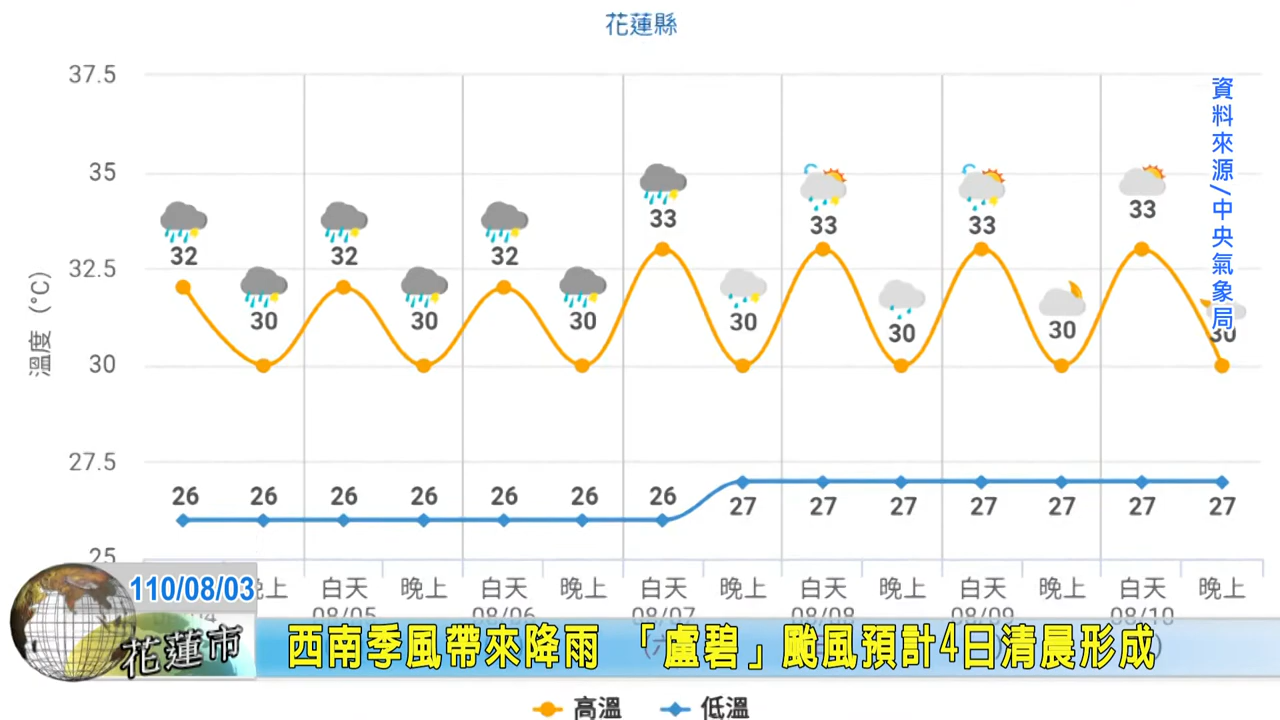 花蓮縣
37.5
35
32.5
30
27.5
25
溫度 (°C)
資料來源/中央氣象局
32
30
32
30
32
30
33
30
33
30
33
30
33
30
26
26
26
26
26
26
26
27
27
27
27
27
27
27
晚上
白天
晚上
白天
晚上
白天
晚上
白天
晚上
白天
晚上
白天
晚上
08/05
08/06
08/07
08/08
08/09
08/10
110/08/03
花蓮市
西南季風帶來降雨 「盧碧」颱風預計4日清晨形成
高溫
低溫